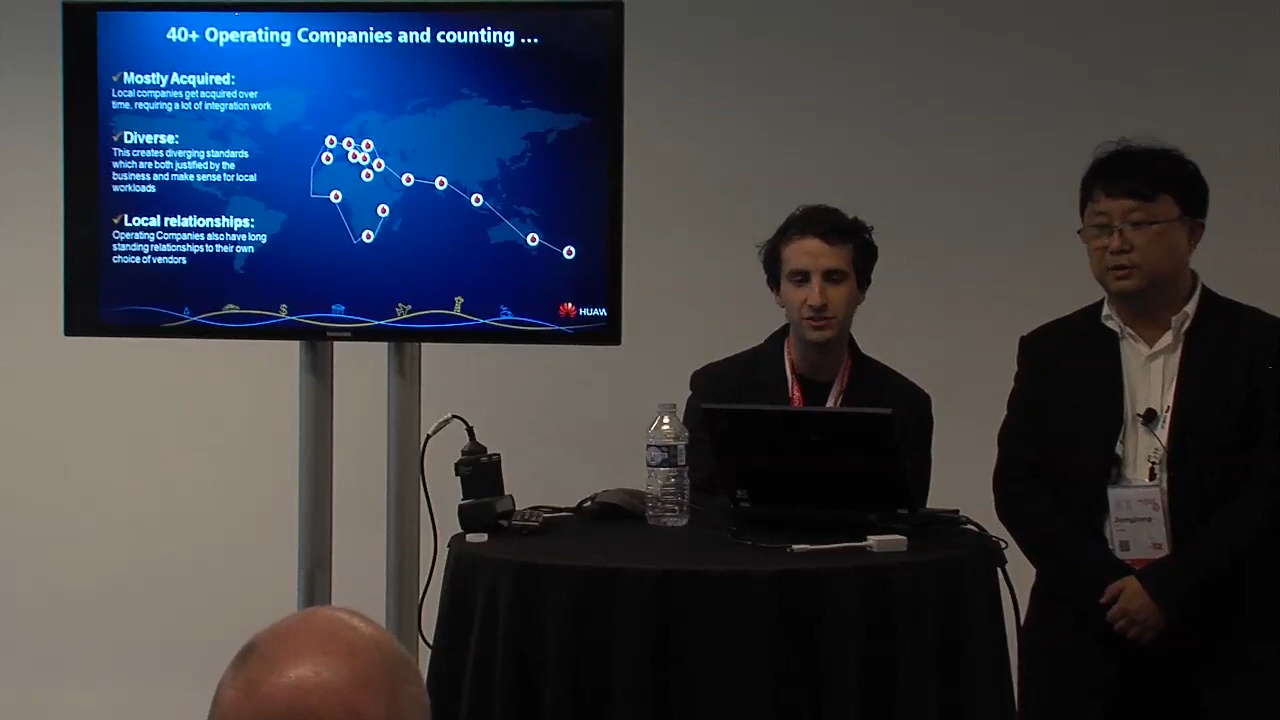 40+ Operating Companies and counting ...
✓Mostly Acquired:
Local companies get acquired over
time, requiring a lot of integration work
✓Diverse:
This creates diverging standards
which are both justified by the
business and make sense for local
workloads
✓Local relationships:
Operating Companies also have long
standing relationships to their own
choice of vendors
HUAW